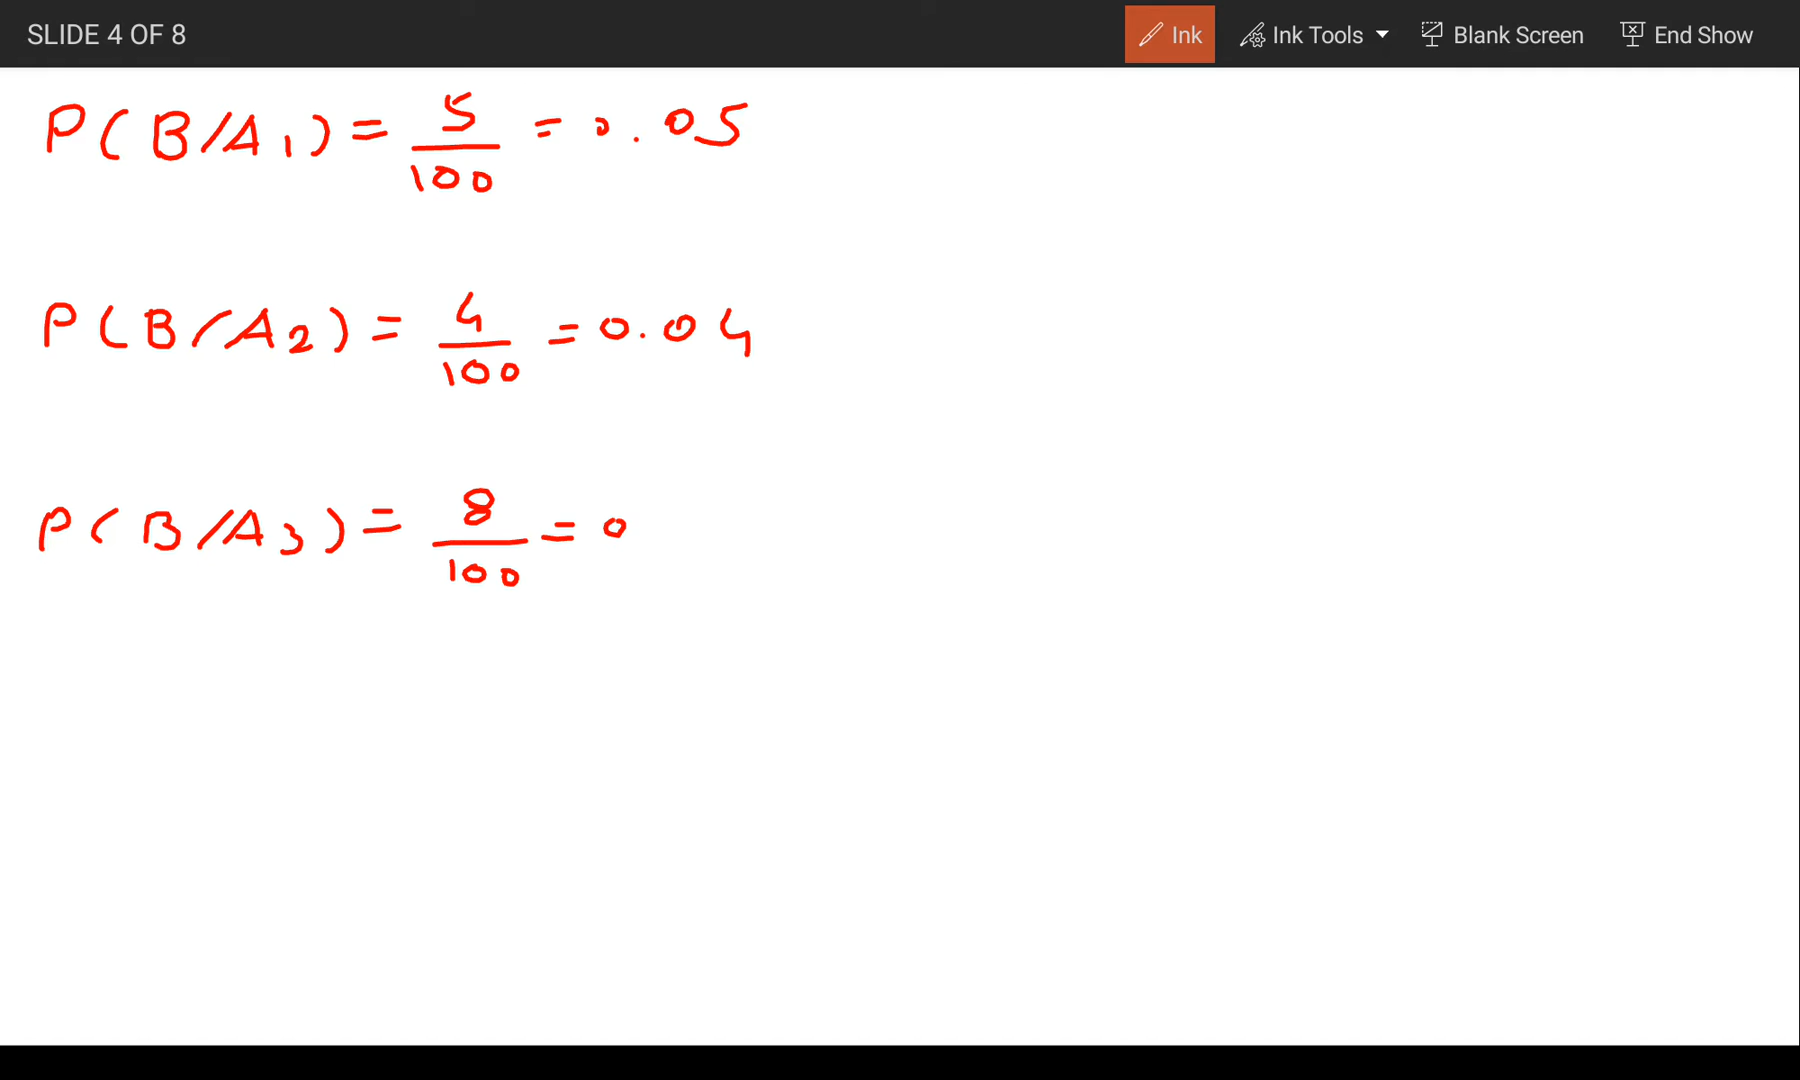 SLIDE 4 OF 8 Ink Ink Tools Blank Screen End Show
P(B/A1) = 5/100 = 0.05
P(B/A2) = 4/100 = 0.04
P(B/A3) = 8/100 = 0